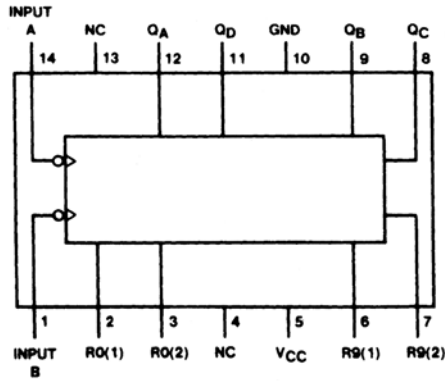 INPUT
A NC QA QD GND QB QC
14 13 12 11 10 9 8
1 2 3 4 5 6 7
INPUT R0(1) R0(2) NC VCC R9(1) R9(2)
B